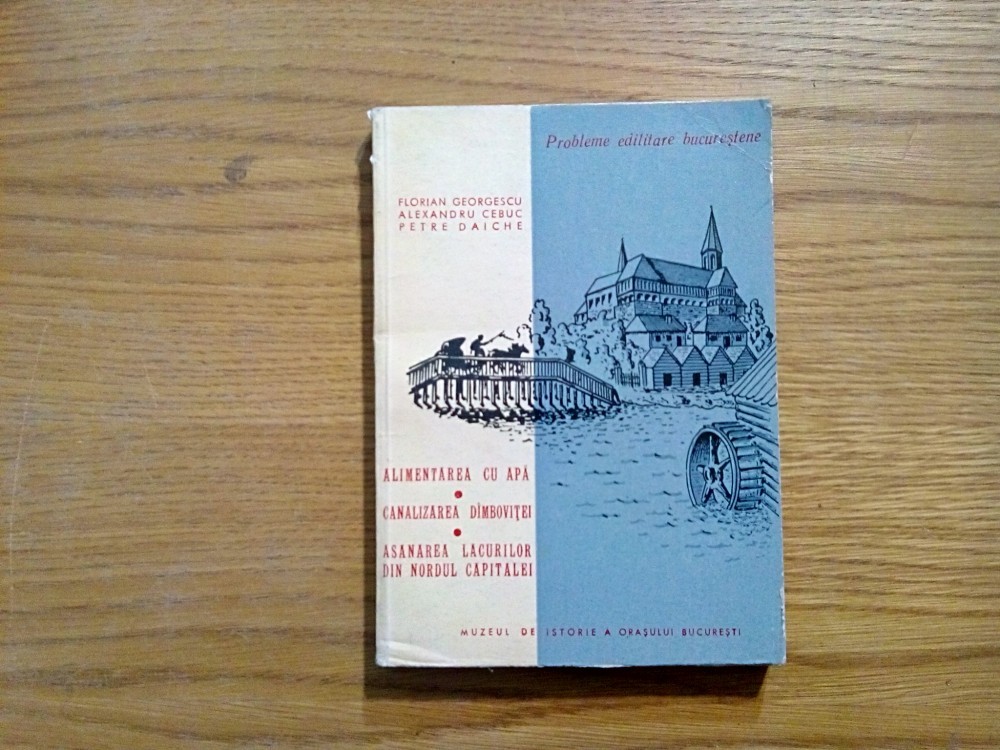 Probleme edilitare bucureștene
FLORIAN GEORGESCU
ALEXANDRU CEBUC
PETRE DAICHE
ALIMENTAREA CU APĂ
•
CANALIZAREA DÎMBOVIȚEI
•
ASANAREA LACURILOR
DIN NORDUL CAPITALEI
MUZEUL DE ISTORIE A ORAȘULUI BUCUREȘTI